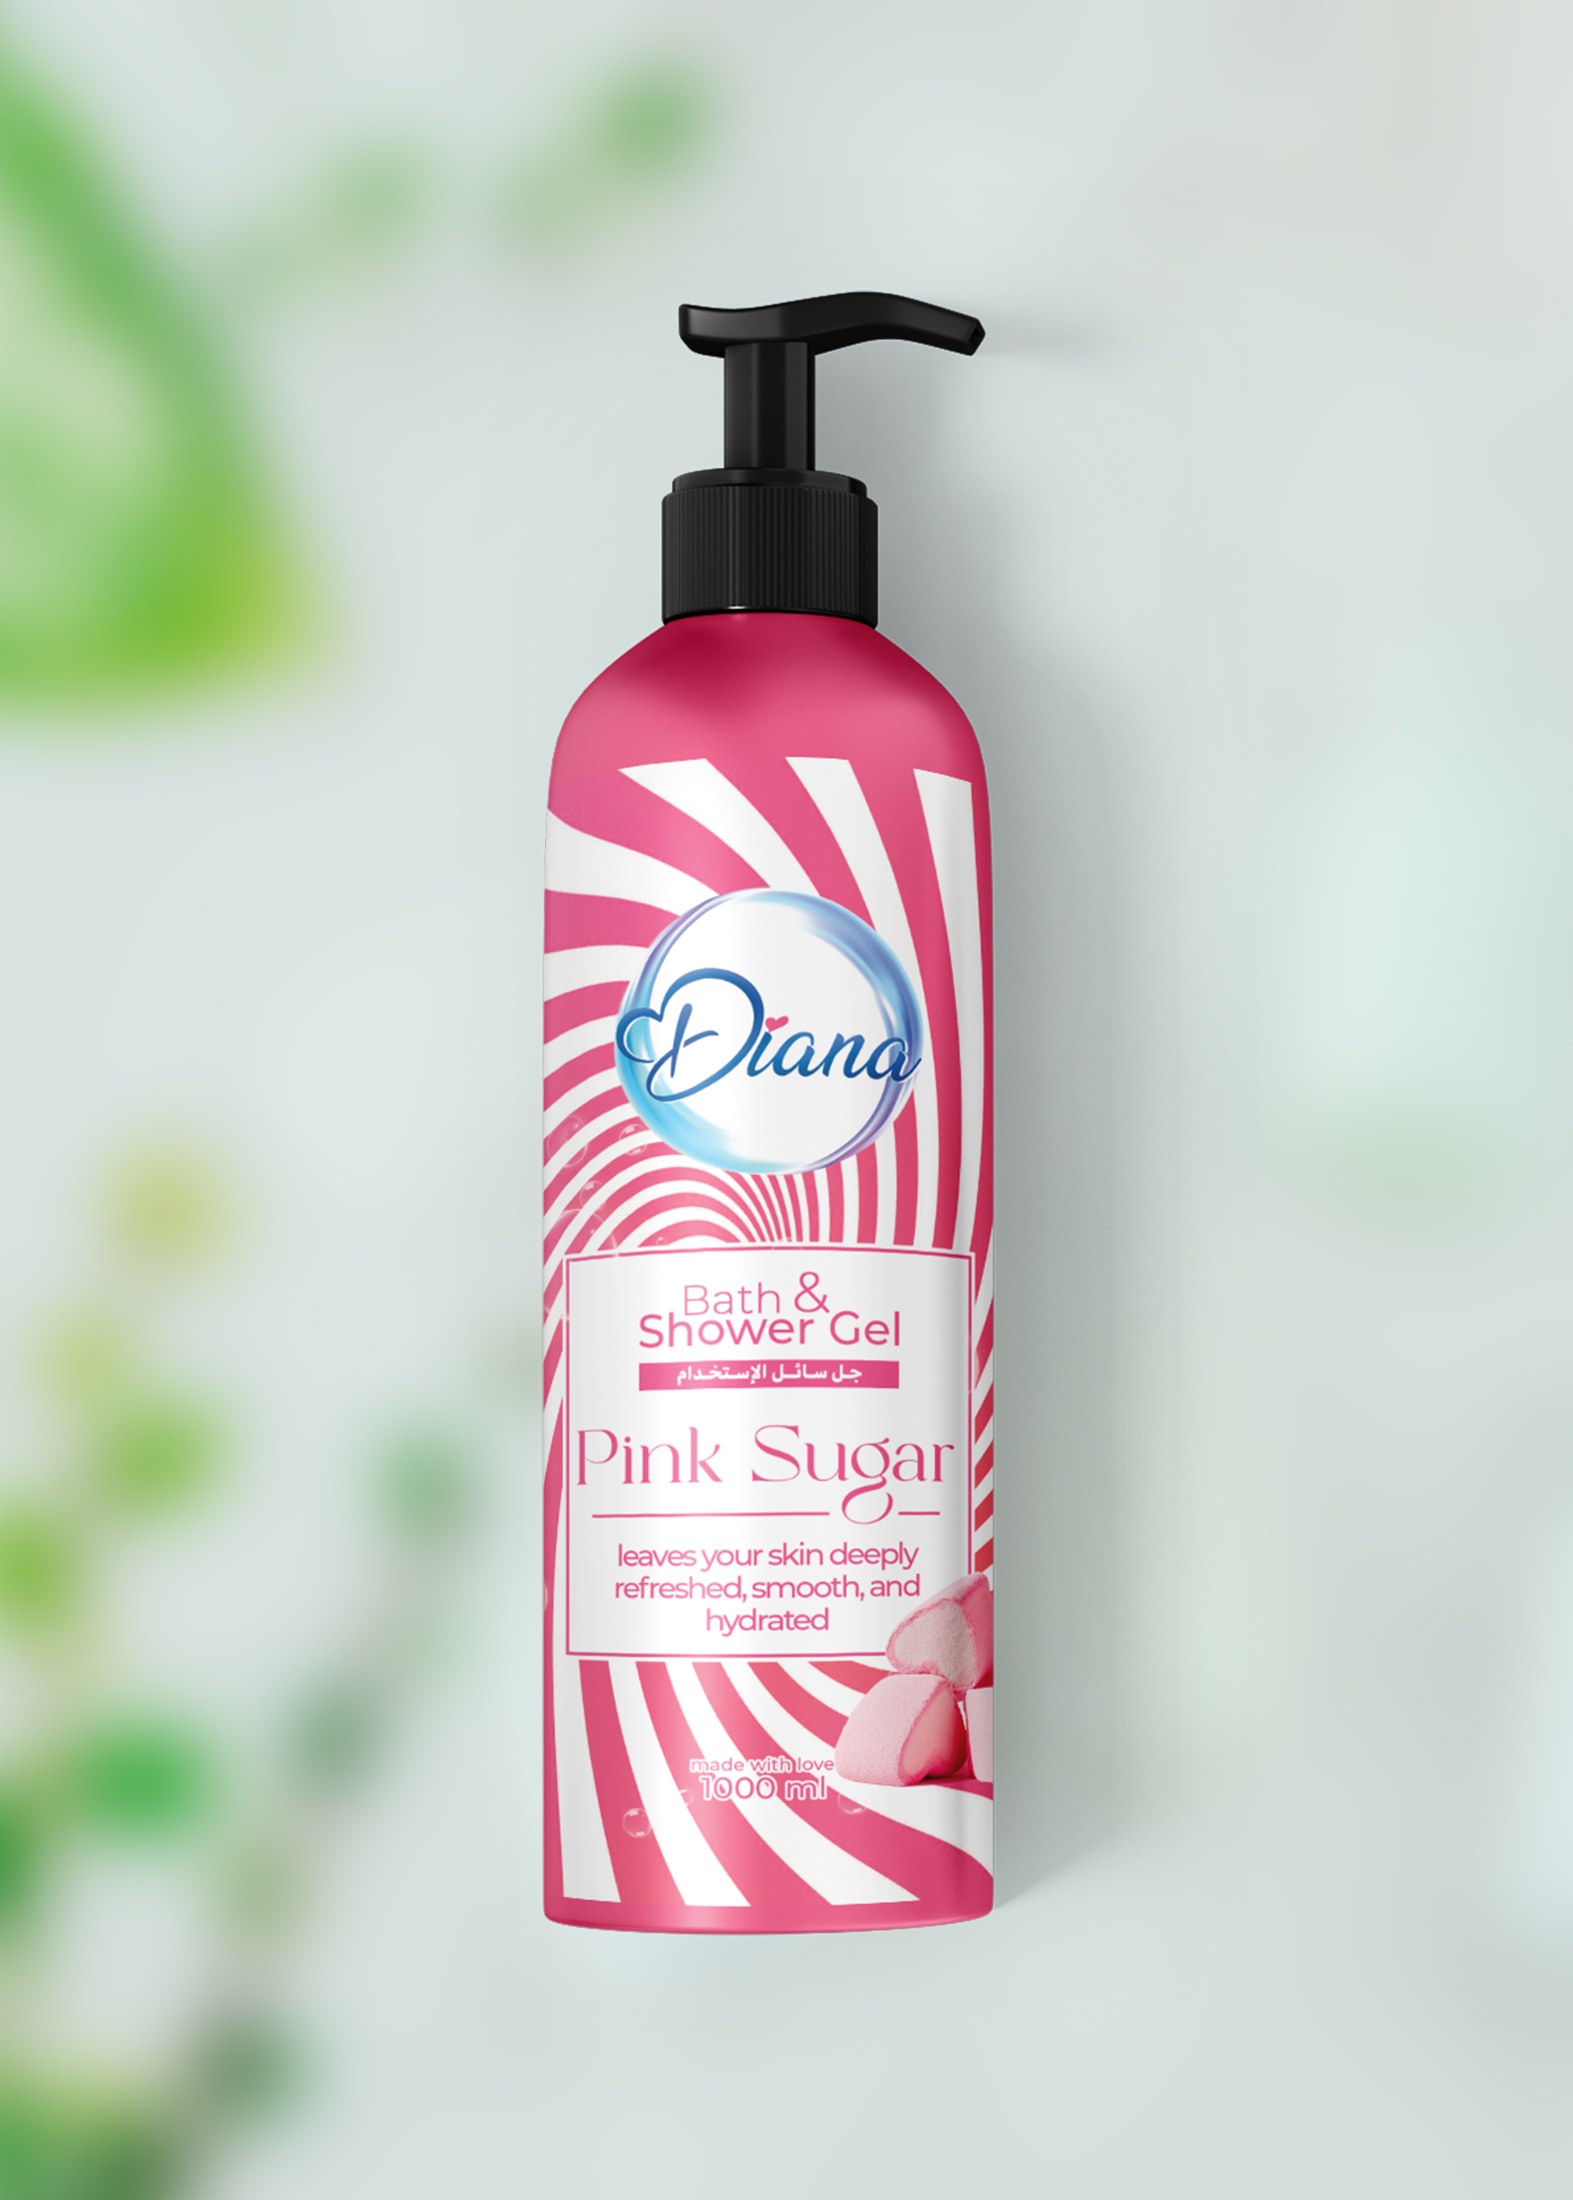 Diana
Bath &
Shower Gel
جل سائل الإستخدام
Pink Sugar
leaves your skin deeply
refreshed, smooth, and
hydrated
made with love
1000 ml